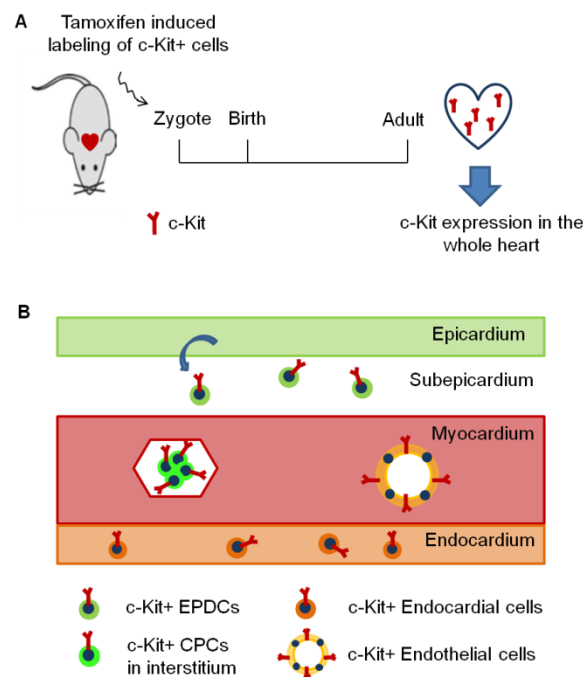 A
Tamoxifen induced
labeling of c-Kit+ cells
Zygote Birth Adult
c-Kit
c-Kit expression in the
whole heart
B
Epicardium
Subepicardium
Myocardium
Endocardium
c-Kit+ EPDCs
c-Kit+ Endocardial cells
c-Kit+ CPCs
in interstitium
c-Kit+ Endothelial cells